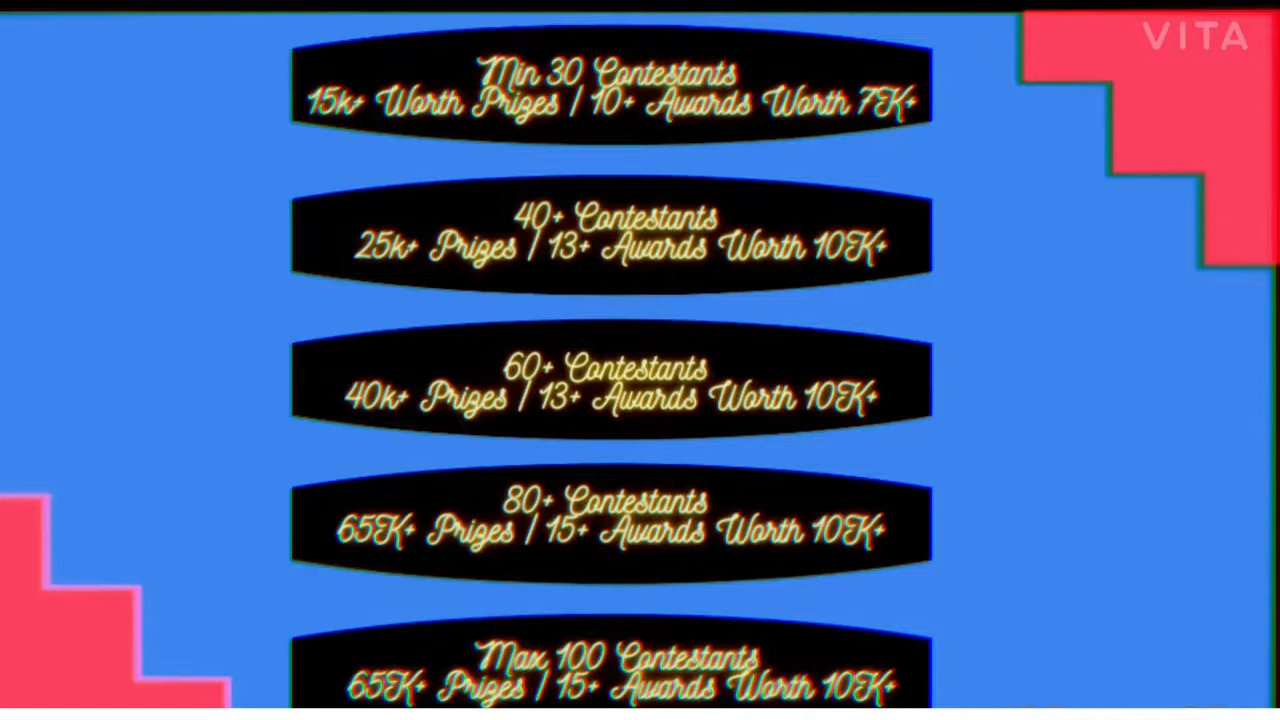 VITA
Min 30 Contestants
15k+ Worth Prizes / 10+ Awards Worth 7K+
40+ Contestants
25k+ Prizes / 13+ Awards Worth 10K+
60+ Contestants
40k+ Prizes / 13+ Awards Worth 10K+
80+ Contestants
65K+ Prizes / 15+ Awards Worth 10K+
Max 100 Contestants
65K+ Prizes / 15+ Awards Worth 10K+